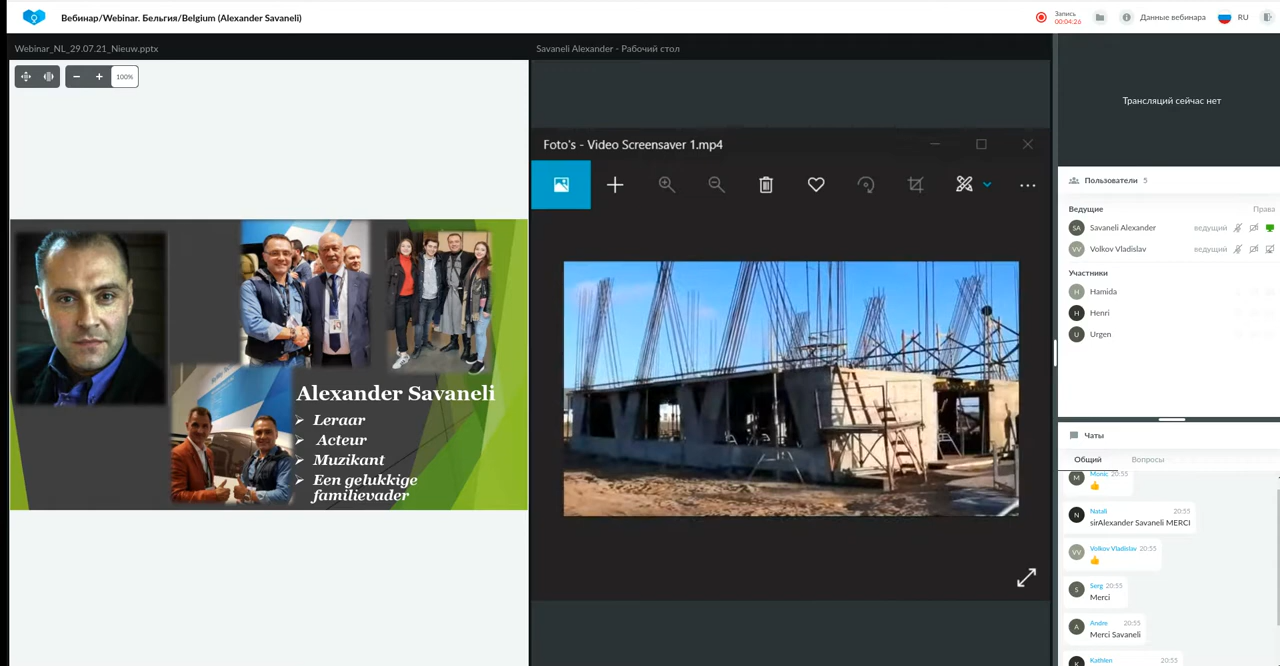 Вебинар/Webinar. Бельгия/Belgium (Alexander Savaneli)
Запись
00:04:26
Данные вебинара
RU
Webinar_NL_29.07.21_Nieuw.pptx
100%
Alexander Savaneli
Leraar
Acteur
Muzikant
Een gelukkige
familievader
Savaneli Alexander - Рабочий стол
Foto's - Video Screensaver 1.mp4
Трансляций сейчас нет
Пользователи 5
Ведущие Права
SA Savaneli Alexander ведущий
VV Volkov Vladislav ведущий
Участники
H Hamida
H Henri
U Urgen
Чаты
Общий Вопросы
M Monic 20:55
👍
N Natali 20:55
sirAlexander Savaneli MERCI
VV Volkov Vladislav 20:55
👍
S Serg 20:55
Merci
A Andre 20:55
Merci Savaneli
K Kathlen 20:55